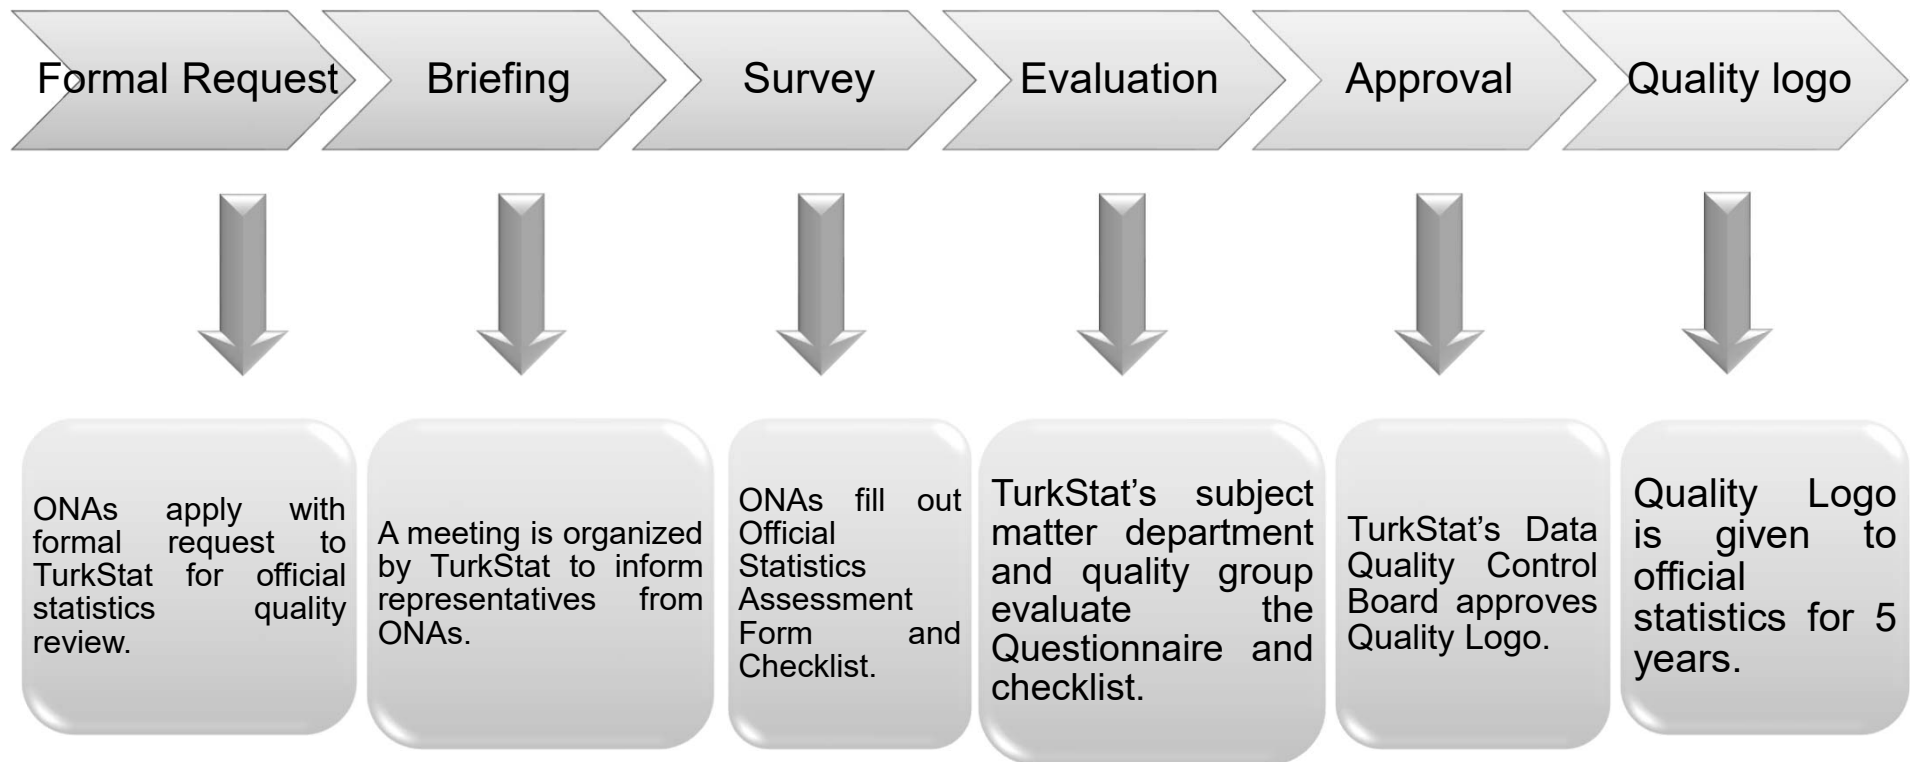 Formal Request
Briefing
Survey
Evaluation
Approval
Quality logo
ONAs apply with
formal request to
TurkStat for official
statistics quality
review.
A meeting is organized
by TurkStat to inform
representatives from
ONAs.
ONAs fill out
Official
Statistics
Assessment
Form and
Checklist.
TurkStat’s subject
matter department
and quality group
evaluate the
Questionnaire and
checklist.
TurkStat’s Data
Quality Control
Board approves
Quality Logo.
Quality Logo
is given to
official
statistics for 5
years.